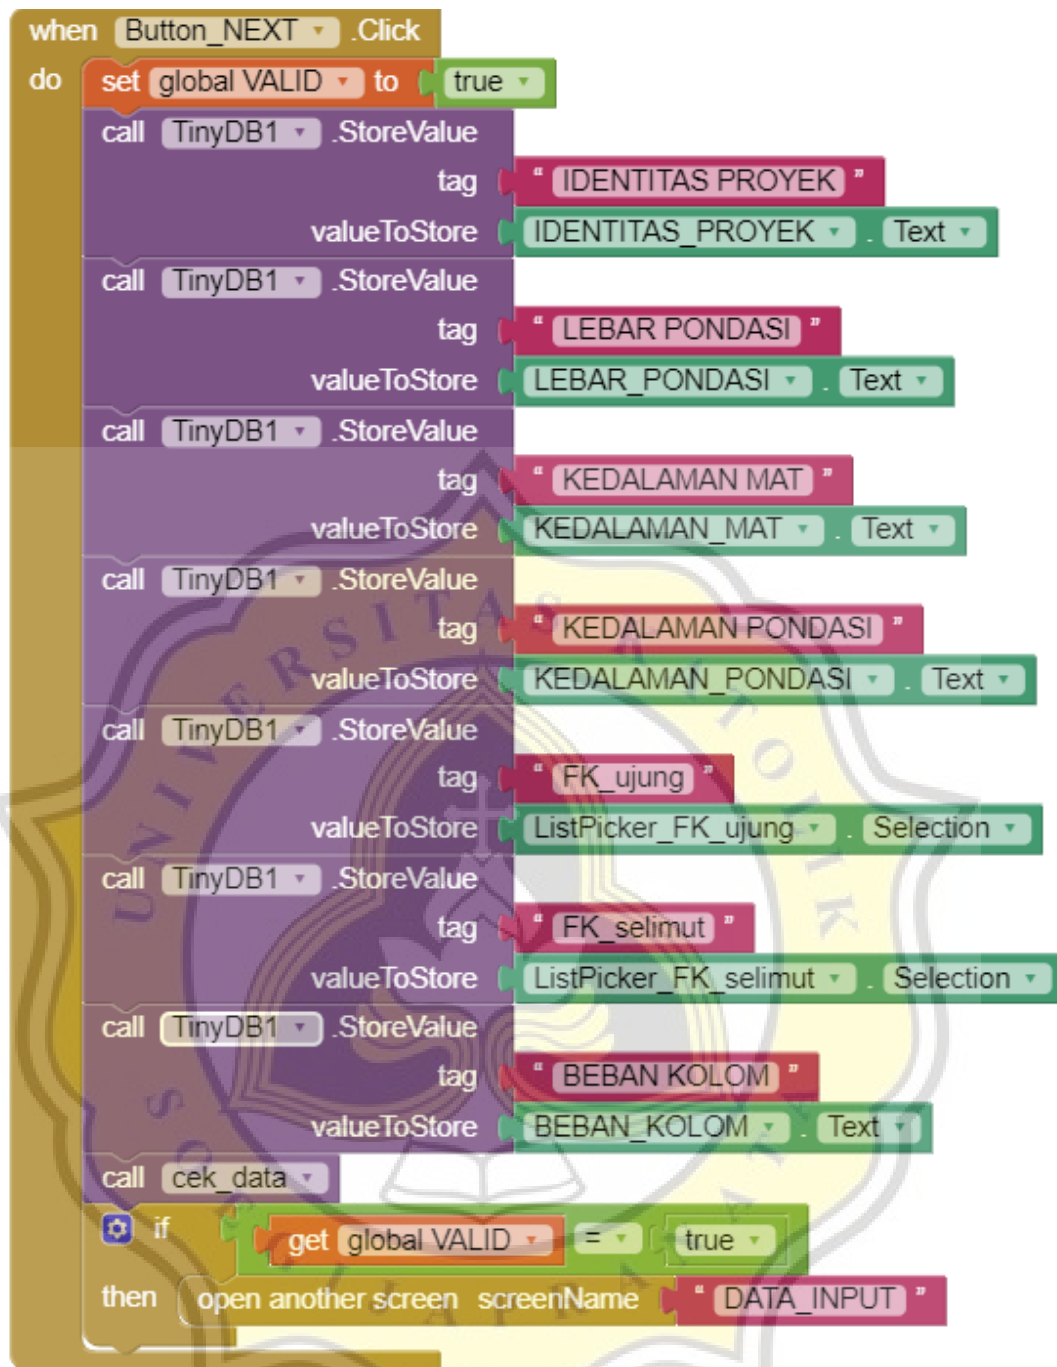 when Button_NEXT .Click
do set global VALID to true
call TinyDB1 .StoreValue
tag " IDENTITAS PROYEK "
valueToStore IDENTITAS_PROYEK . Text
call TinyDB1 .StoreValue
tag " LEBAR PONDASI "
valueToStore LEBAR_PONDASI . Text
call TinyDB1 .StoreValue
tag " KEDALAMAN MAT "
valueToStore KEDALAMAN_MAT . Text
call TinyDB1 .StoreValue
tag " KEDALAMAN PONDASI "
valueToStore KEDALAMAN_PONDASI . Text
call TinyDB1 .StoreValue
tag " FK_ujung "
valueToStore ListPicker_FK_ujung . Selection
call TinyDB1 .StoreValue
tag " FK_selimut "
valueToStore ListPicker_FK_selimut . Selection
call TinyDB1 .StoreValue
tag " BEBAN KOLOM "
valueToStore BEBAN_KOLOM . Text
call cek_data
if get global VALID = true
then open another screen screenName " DATA_INPUT "
UNIVERSITAS KATOLIK
SOEGIJAPRANATA